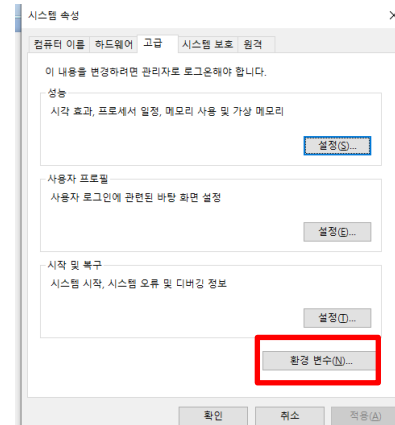 시스템 속성
컴퓨터 이름 하드웨어 고급 시스템 보호 원격
이 내용을 변경하려면 관리자로 로그온해야 합니다.
성능
시각 효과, 프로세서 일정, 메모리 사용 및 가상 메모리
설정(S)...
사용자 프로필
사용자 로그인에 관련된 바탕 화면 설정
설정(E)...
시작 및 복구
시스템 시작, 시스템 오류 및 디버깅 정보
설정(T)...
환경 변수(N)...
확인 취소 적용(A)